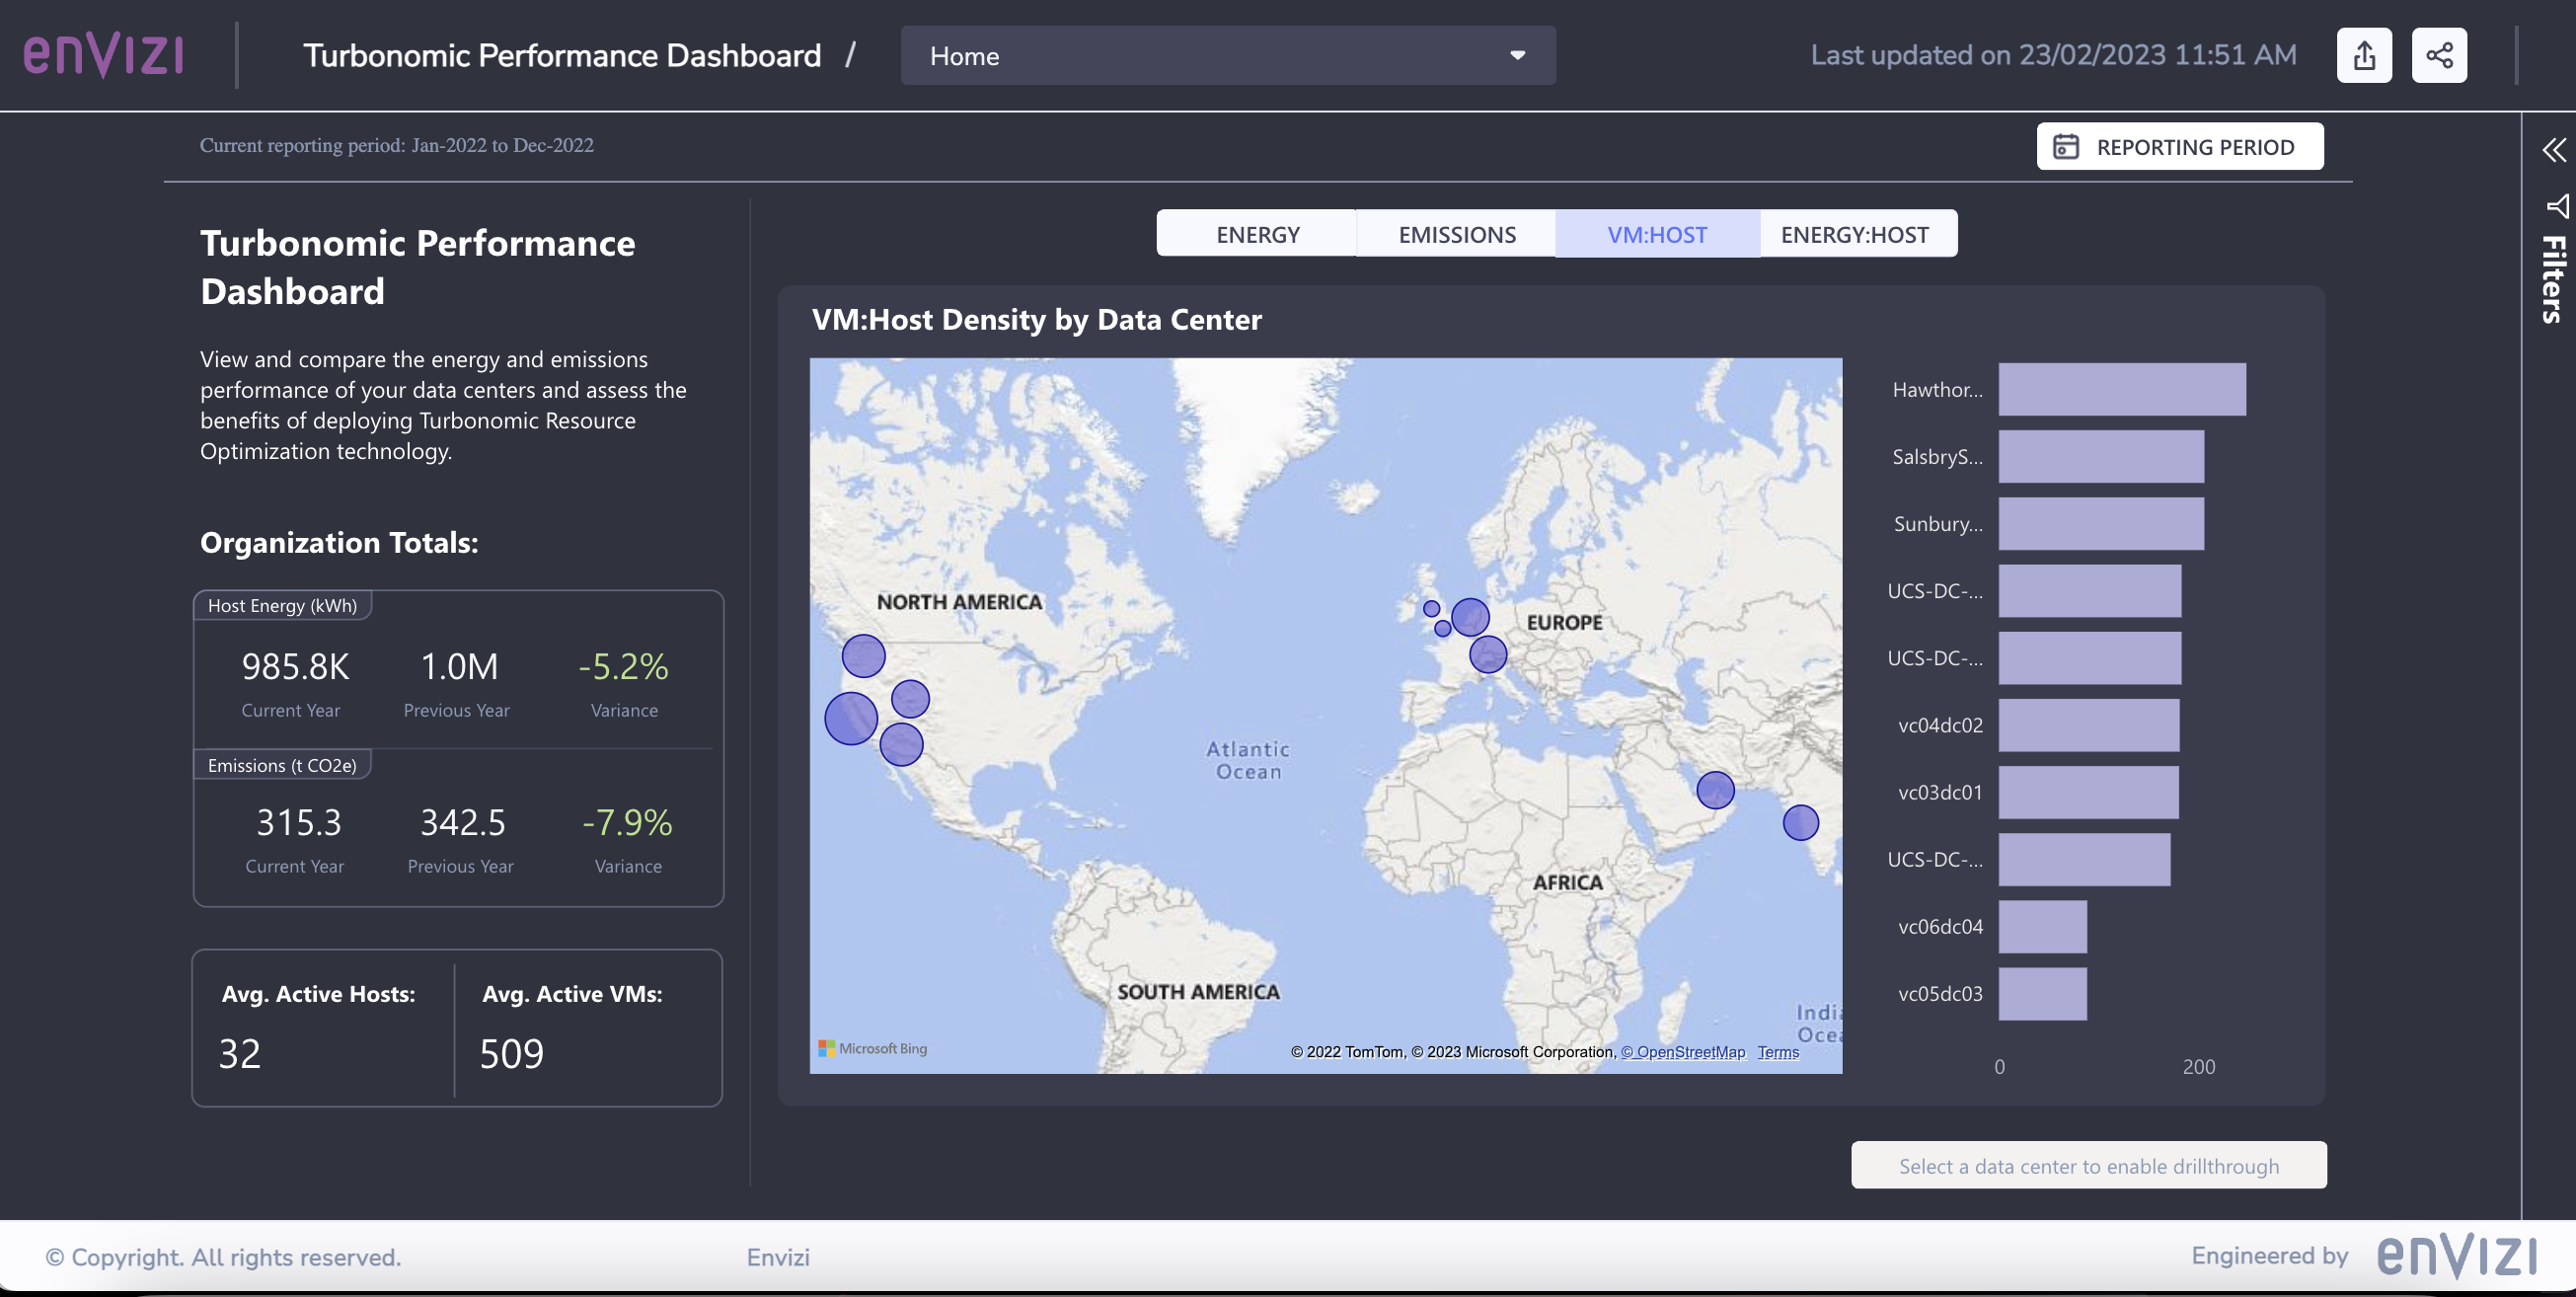 enVIZI
Turbonomic Performance Dashboard / Home
Last updated on 23/02/2023 11:51 AM
Current reporting period: Jan-2022 to Dec-2022
REPORTING PERIOD
Filters
Turbonomic Performance
Dashboard
View and compare the energy and emissions
performance of your data centers and assess the
benefits of deploying Turbonomic Resource
Optimization technology.
Organization Totals:
Host Energy (kWh)
985.8K 1.0M -5.2%
Current Year Previous Year Variance
Emissions (t CO2e)
315.3 342.5 -7.9%
Current Year Previous Year Variance
Avg. Active Hosts: Avg. Active VMs:
32 509
ENERGY EMISSIONS VM:HOST ENERGY:HOST
VM:Host Density by Data Center
NORTH AMERICA
EUROPE
Atlantic
Ocean
AFRICA
SOUTH AMERICA
India
Ocea
Microsoft Bing
© 2022 TomTom, © 2023 Microsoft Corporation, © OpenStreetMap Terms
Hawthor...
SalsbryS...
Sunbury...
UCS-DC-...
UCS-DC-...
vc04dc02
vc03dc01
UCS-DC-...
vc06dc04
vc05dc03
0 200
Select a data center to enable drillthrough
© Copyright. All rights reserved.
Envizi
Engineered by enVIZI